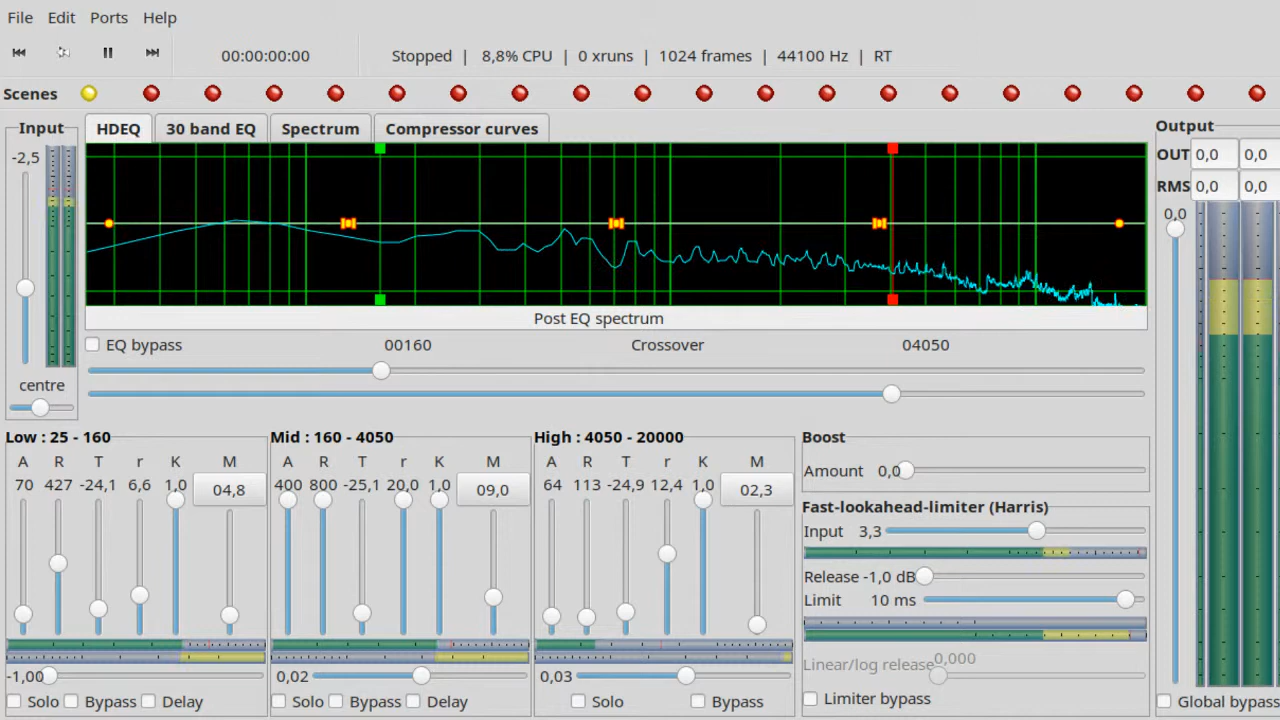 File Edit Ports Help
00:00:00:00 Stopped | 8,8% CPU | 0 xruns | 1024 frames | 44100 Hz | RT
Scenes
Input HDEQ 30 band EQ Spectrum Compressor curves Output
-2,5
OUT 0,0 0,0
RMS 0,0 0,0
0,0
Post EQ spectrum
EQ bypass 00160 Crossover 04050
centre
Low : 25 - 160 Mid : 160 - 4050 High : 4050 - 20000 Boost
A R T r K M A R T r K M A R T r K M
Amount 0,0
70 427 -24,1 6,6 1,0 04,8 400 800 -25,1 20,0 1,0 09,0 64 113 -24,9 12,4 1,0 02,3
Fast-lookahead-limiter (Harris)
Input 3,3
Release -1,0 dB
Limit 10 ms
Linear/log release 0,000
-1,00 0,02 0,03
Solo Bypass Delay Solo Bypass Delay Solo Bypass Limiter bypass Global bypass